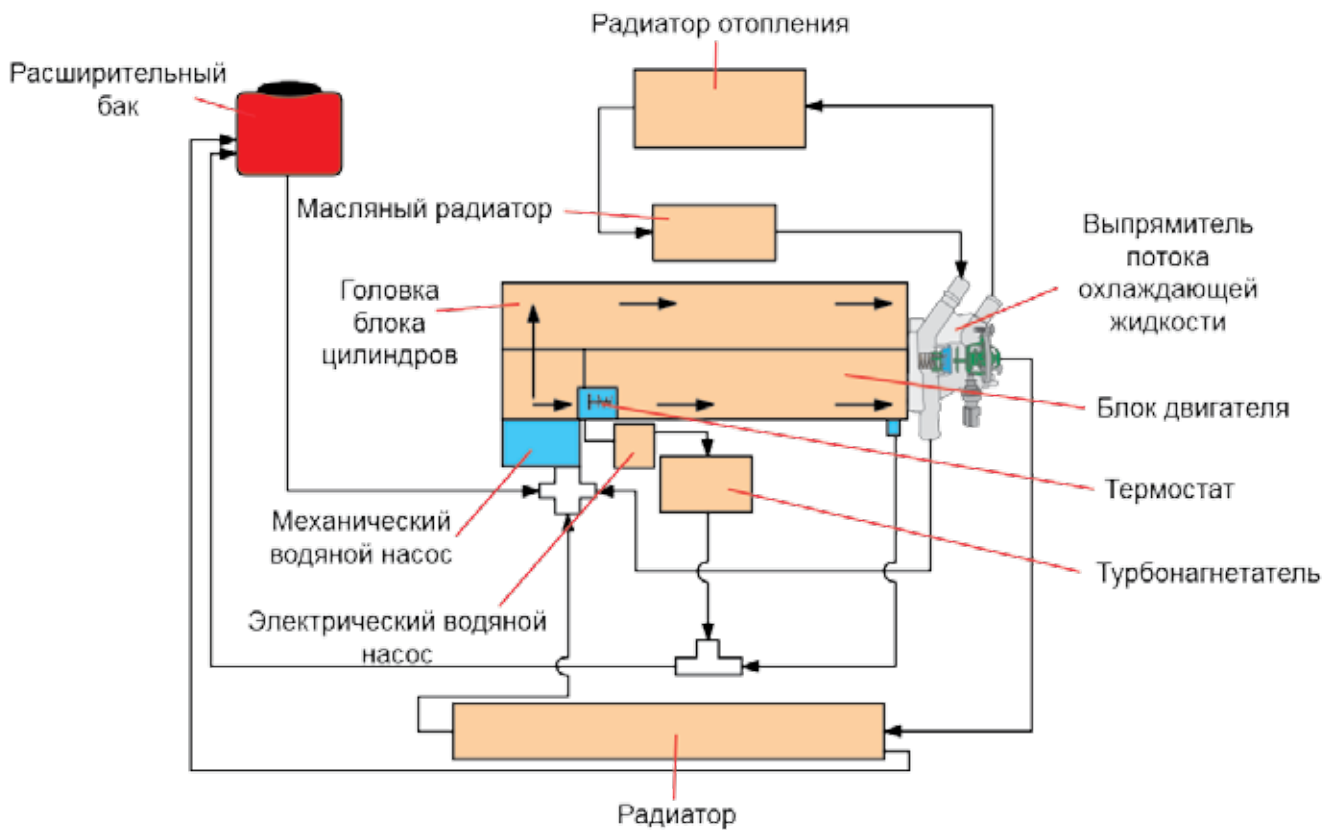 Радиатор отопления
Расширительный
бак
Масляный радиатор
Выпрямитель
потока
охлаждающей
жидкости
Головка
блока
цилиндров
Блок двигателя
Термостат
Механический
водяной насос
Турбонагнетатель
Электрический водяной
насос
Радиатор